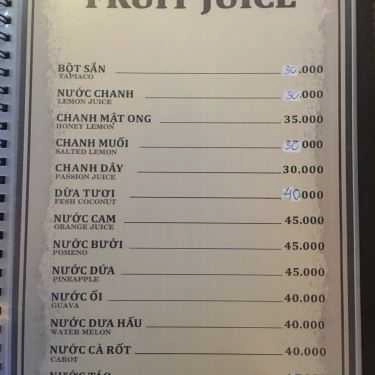 FRUIT JUICE
BỘT SẮN 30.000
TAPIACO
NƯỚC CHANH 30.000
LEMON JUICE
CHANH MẬT ONG 35.000
HONEY LEMON
CHANH MUỐI 30.000
SALTED LEMON
CHANH DÂY 30.000
PASSION JUICE
DỪA TƯƠI 40.000
FESH COCONUT
NƯỚC CAM 45.000
ORANGE JUICE
NƯỚC BƯỞI 45.000
POMENO
NƯỚC DỨA 45.000
PINEAPPLE
NƯỚC ỔI 40.000
GUAVA
NƯỚC DƯA HẤU 40.000
WATER MELON
NƯỚC CÀ RỐT 40.000
CAROT
NƯỚC TÁO